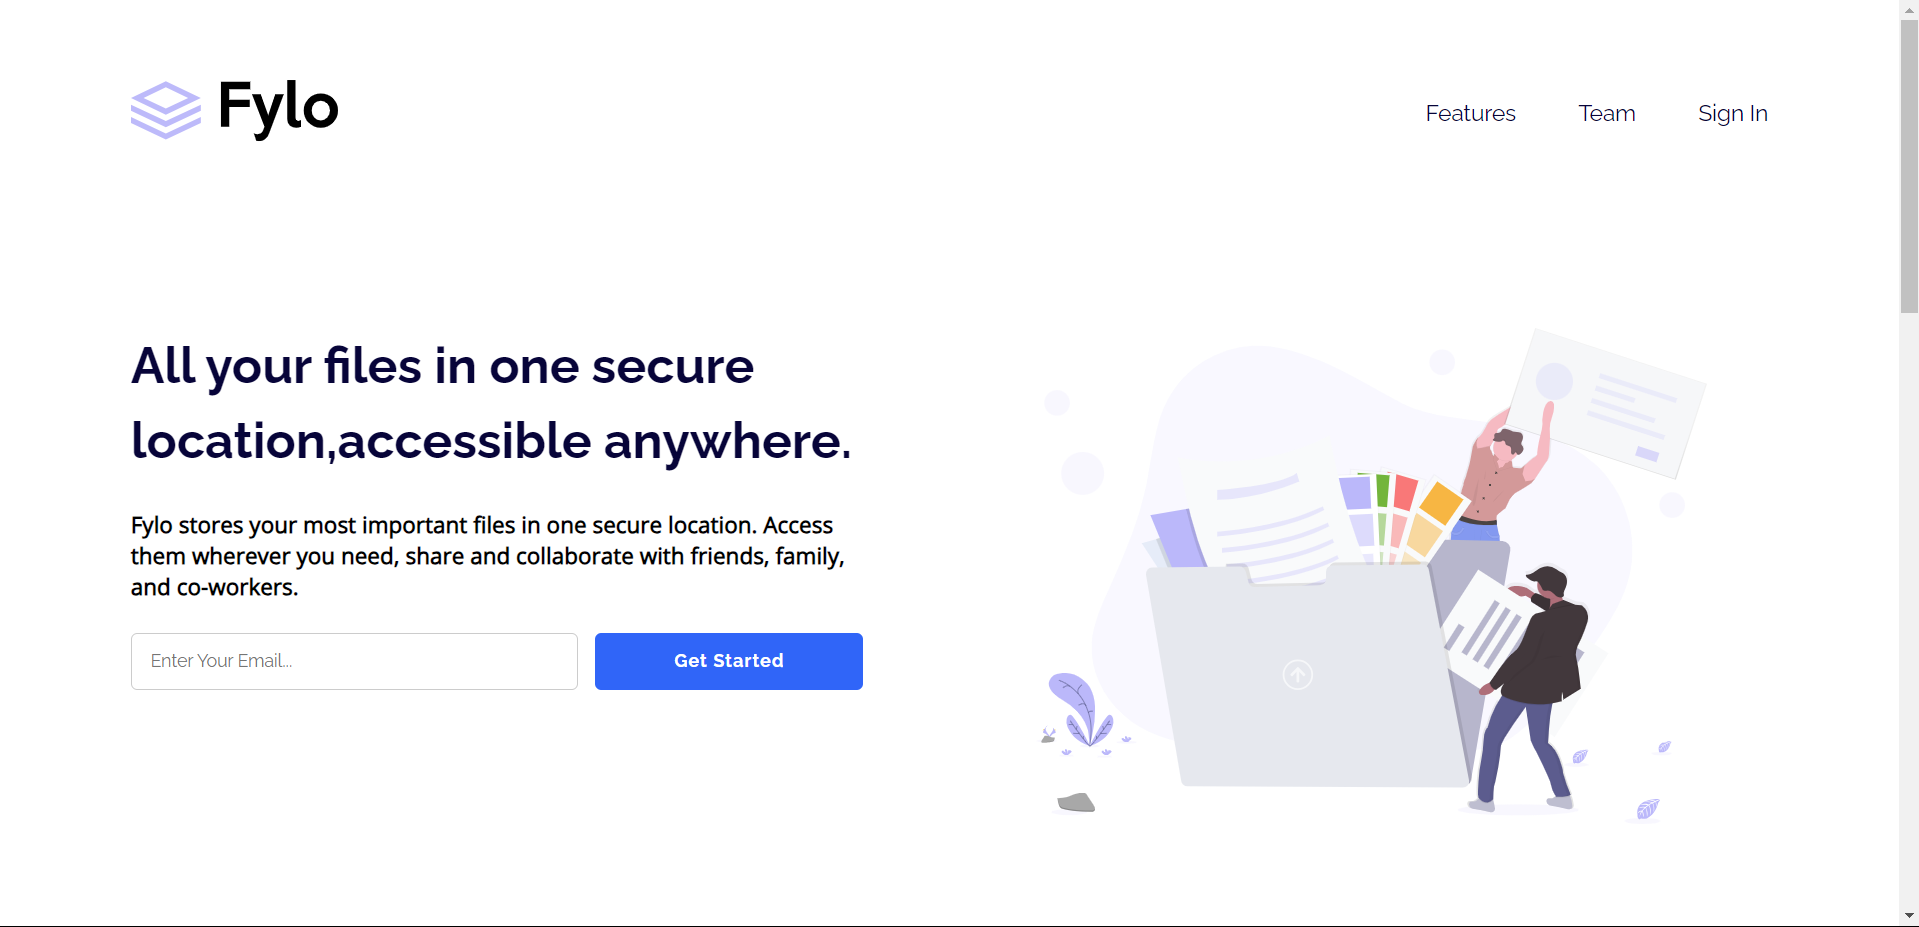 Fylo
Features
Team
Sign In
All your files in one secure
location,accessible anywhere.
Fylo stores your most important files in one secure location. Access
them wherever you need, share and collaborate with friends, family,
and co-workers.
Enter Your Email...
Get Started